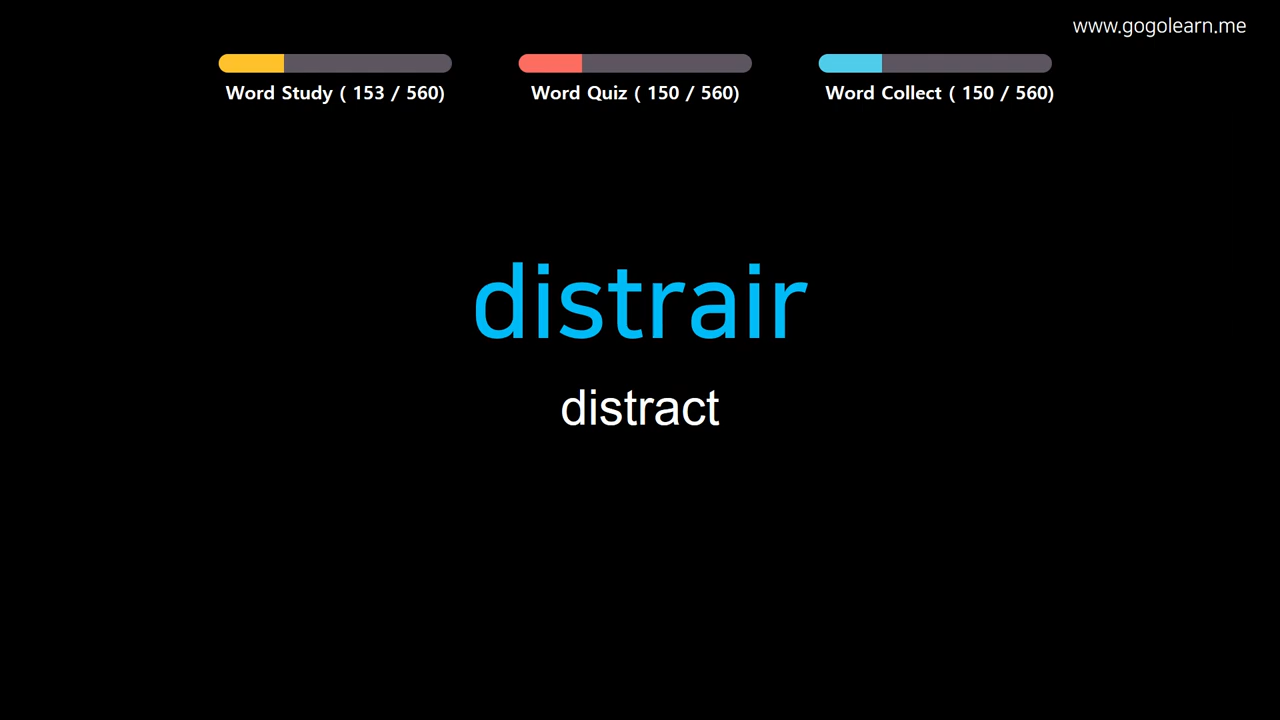 www.gogolearn.me
Word Study ( 153 / 560)
Word Quiz ( 150 / 560)
Word Collect ( 150 / 560)
distrair
distract